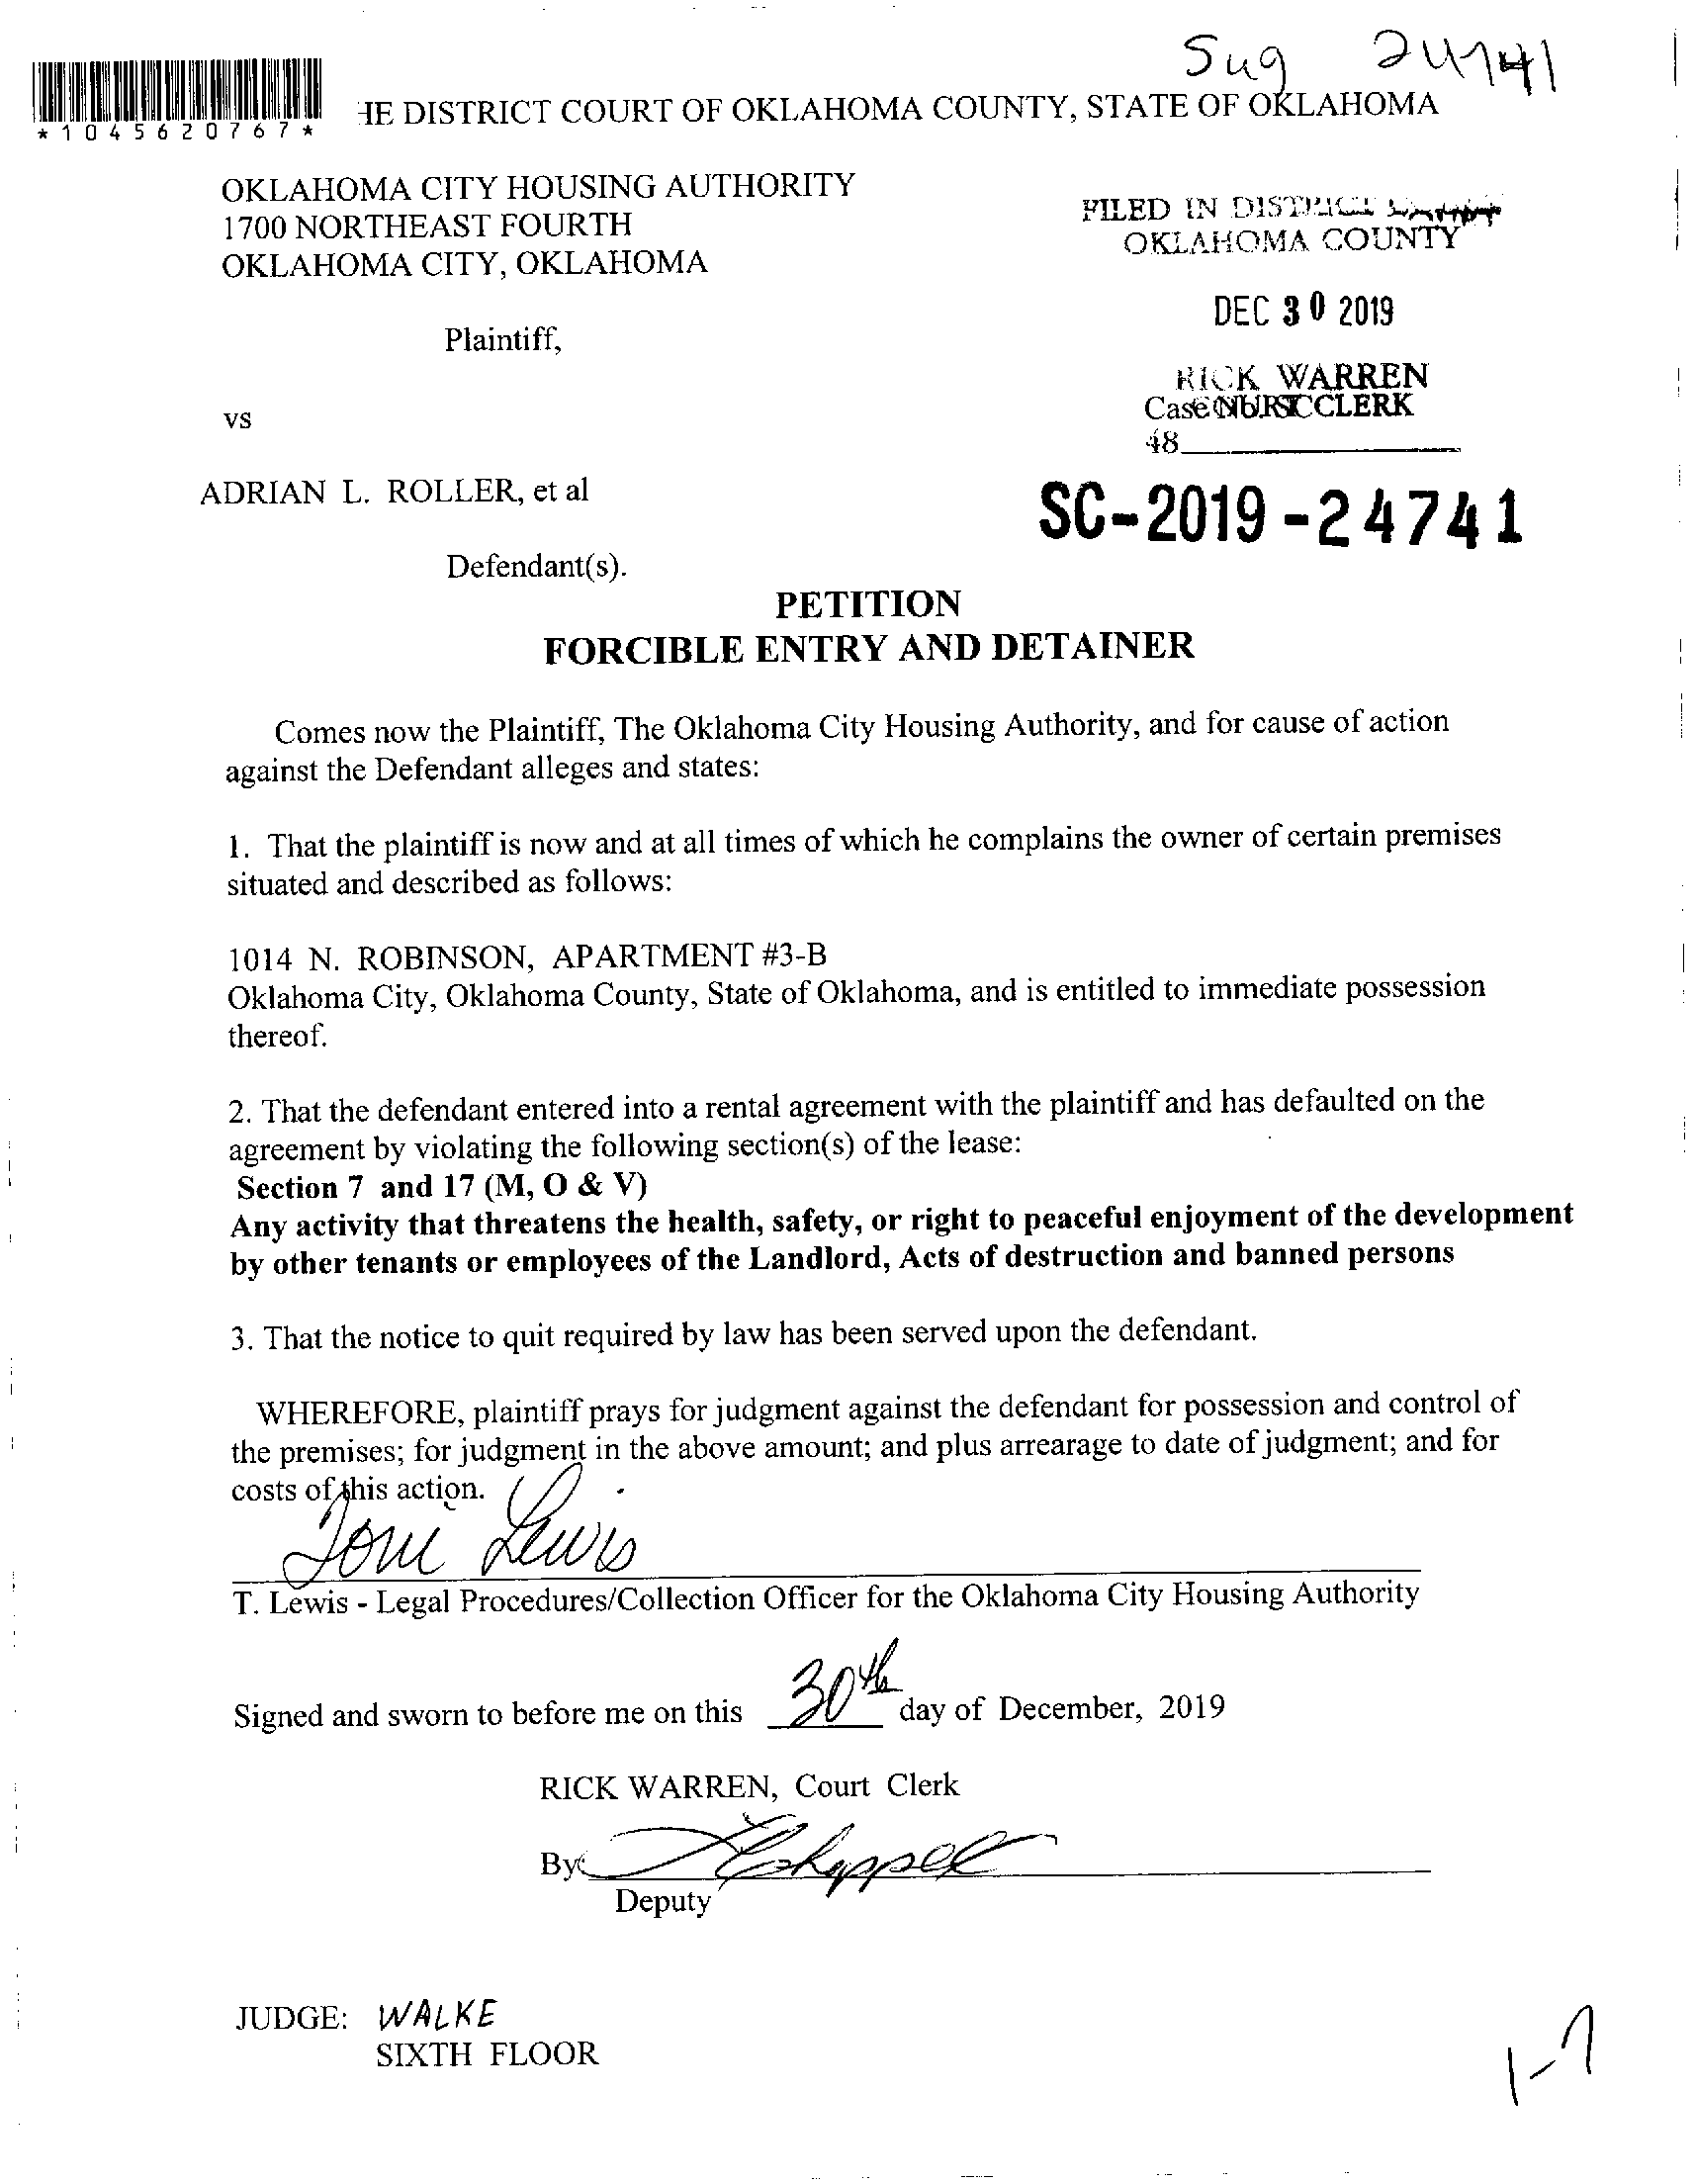 Sug 24741
*1045620767*
HE DISTRICT COURT OF OKLAHOMA COUNTY, STATE OF OKLAHOMA
OKLAHOMA CITY HOUSING AUTHORITY
1700 NORTHEAST FOURTH
OKLAHOMA CITY, OKLAHOMA
FILED IN DISTRICT
OKLAHOMA COUNTY
DEC 30 2019
Plaintiff,
RICK WARREN
Case CLERK
48
vs
ADRIAN L. ROLLER, et al
SC-2019-24741
Defendant(s).
PETITION
FORCIBLE ENTRY AND DETAINER
Comes now the Plaintiff, The Oklahoma City Housing Authority, and for cause of action
against the Defendant alleges and states:
1. That the plaintiff is now and at all times of which he complains the owner of certain premises
situated and described as follows:
1014 N. ROBINSON, APARTMENT #3-B
Oklahoma City, Oklahoma County, State of Oklahoma, and is entitled to immediate possession
thereof.
2. That the defendant entered into a rental agreement with the plaintiff and has defaulted on the
agreement by violating the following section(s) of the lease:
Section 7 and 17 (M, O & V)
Any activity that threatens the health, safety, or right to peaceful enjoyment of the development
by other tenants or employees of the Landlord, Acts of destruction and banned persons
3. That the notice to quit required by law has been served upon the defendant.
WHEREFORE, plaintiff prays for judgment against the defendant for possession and control of
the premises; for judgment in the above amount; and plus arrearage to date of judgment; and for
costs of this action.
Toni Lewis
T. Lewis - Legal Procedures/Collection Officer for the Oklahoma City Housing Authority
Signed and sworn to before me on this 30th day of December, 2019
RICK WARREN, Court Clerk
By:
Deputy
JUDGE: WALKE
SIXTH FLOOR
1-7